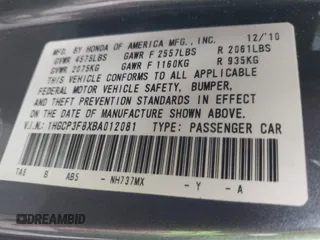 MFD. BY HONDA OF AMERICA MFG., INC. 12/'10
GVWR 4575LBS GAWR F 2557LBS R 2061LBS
GVWR 2075KG GAWR F 1160KG R 935KG
THIS VEHICLE CONFORMS TO ALL APPLICABLE
FEDERAL MOTOR VEHICLE SAFETY, BUMPER,
AND THEFT PREVENTION STANDARDS IN EFFECT
ON THE DATE OF MANUFACTURE SHOWN ABOVE.
V.I.N: 1HGCP3F8XBA012081 TYPE: PASSENGER CAR
TA5 B AB5 - NH737MX - Y - A
DREAMBID